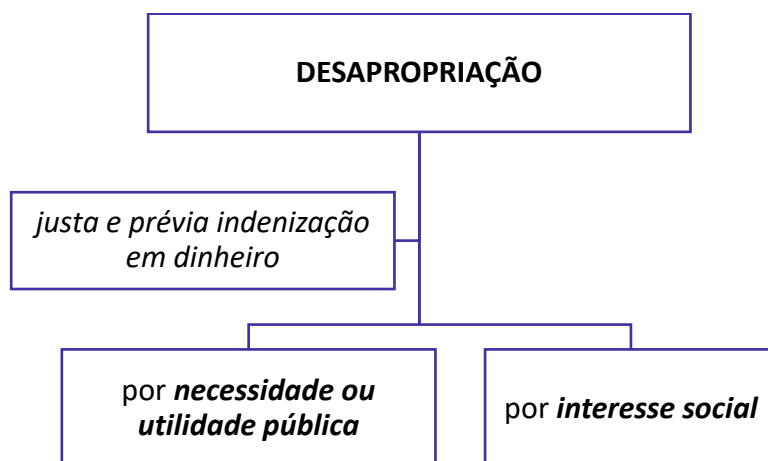 DESAPROPRIAÇÃO
justa e prévia indenização
em dinheiro
por necessidade ou
utilidade pública
por interesse social